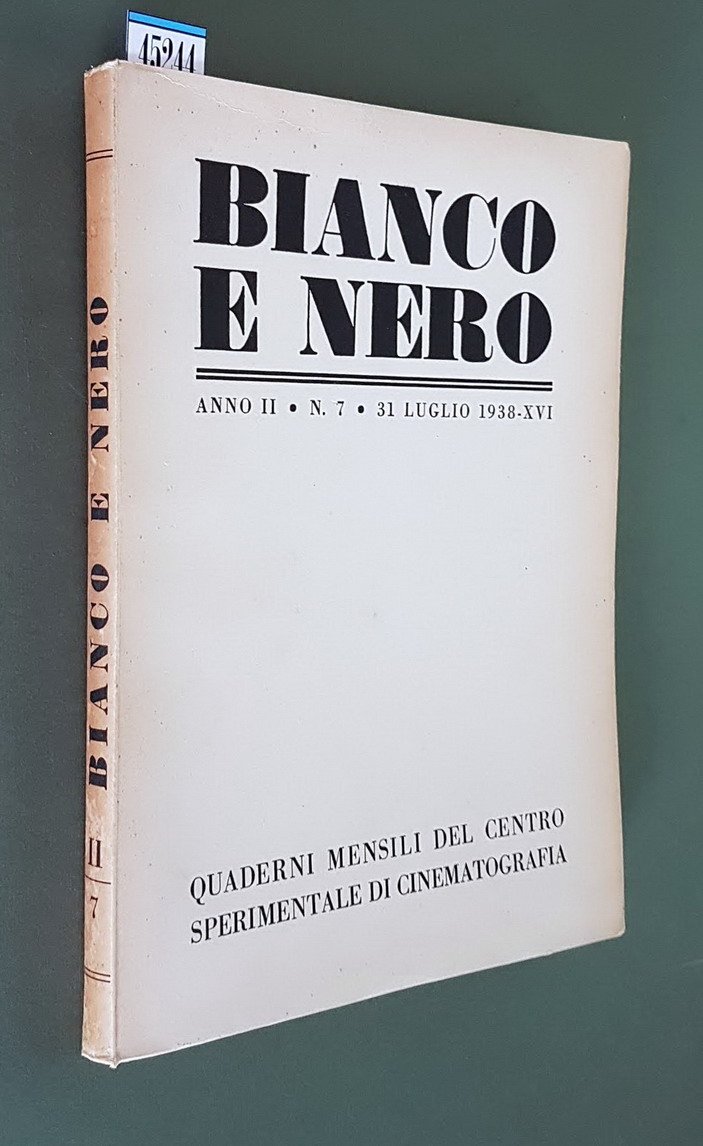 45244
BIANCO
E NERO
ANNO II • N. 7 • 31 LUGLIO 1938-XVI
QUADERNI MENSILI DEL CENTRO
SPERIMENTALE DI CINEMATOGRAFIA
BIANCO E NERO
II
7